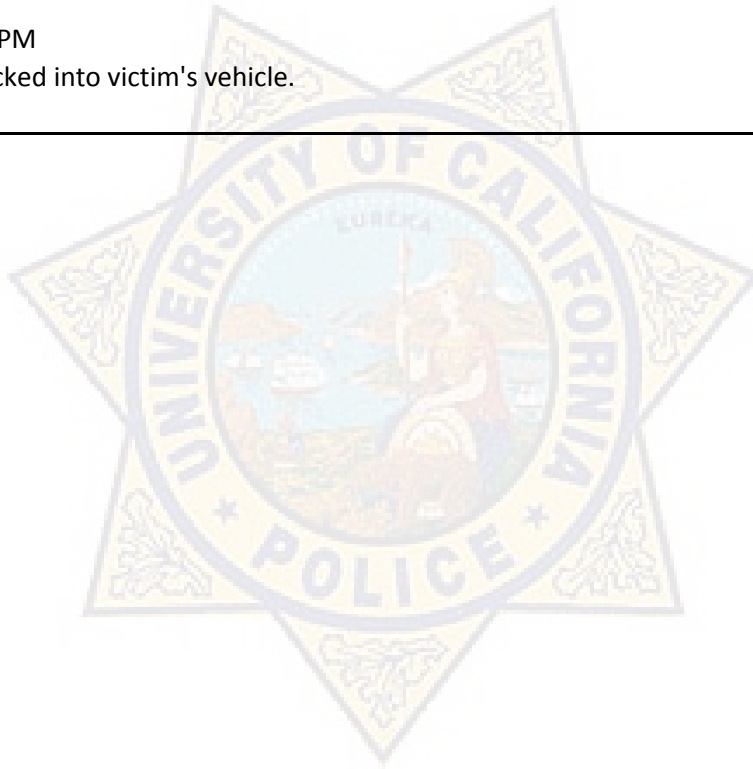 PM
cked into victim's vehicle.
UNIVERSITY OF CALIFORNIA
EUREKA
* POLICE *